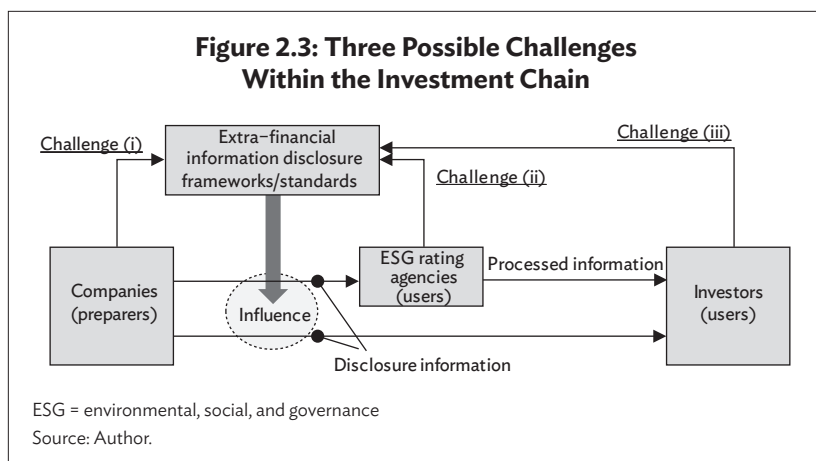 Figure 2.3: Three Possible Challenges
Within the Investment Chain
Challenge (i)
Extra–financial
information disclosure
frameworks/standards
Challenge (iii)
Challenge (ii)
Companies
(preparers)
Influence
ESG rating
agencies
(users)
Processed information
Investors
(users)
Disclosure information
ESG = environmental, social, and governance
Source: Author.